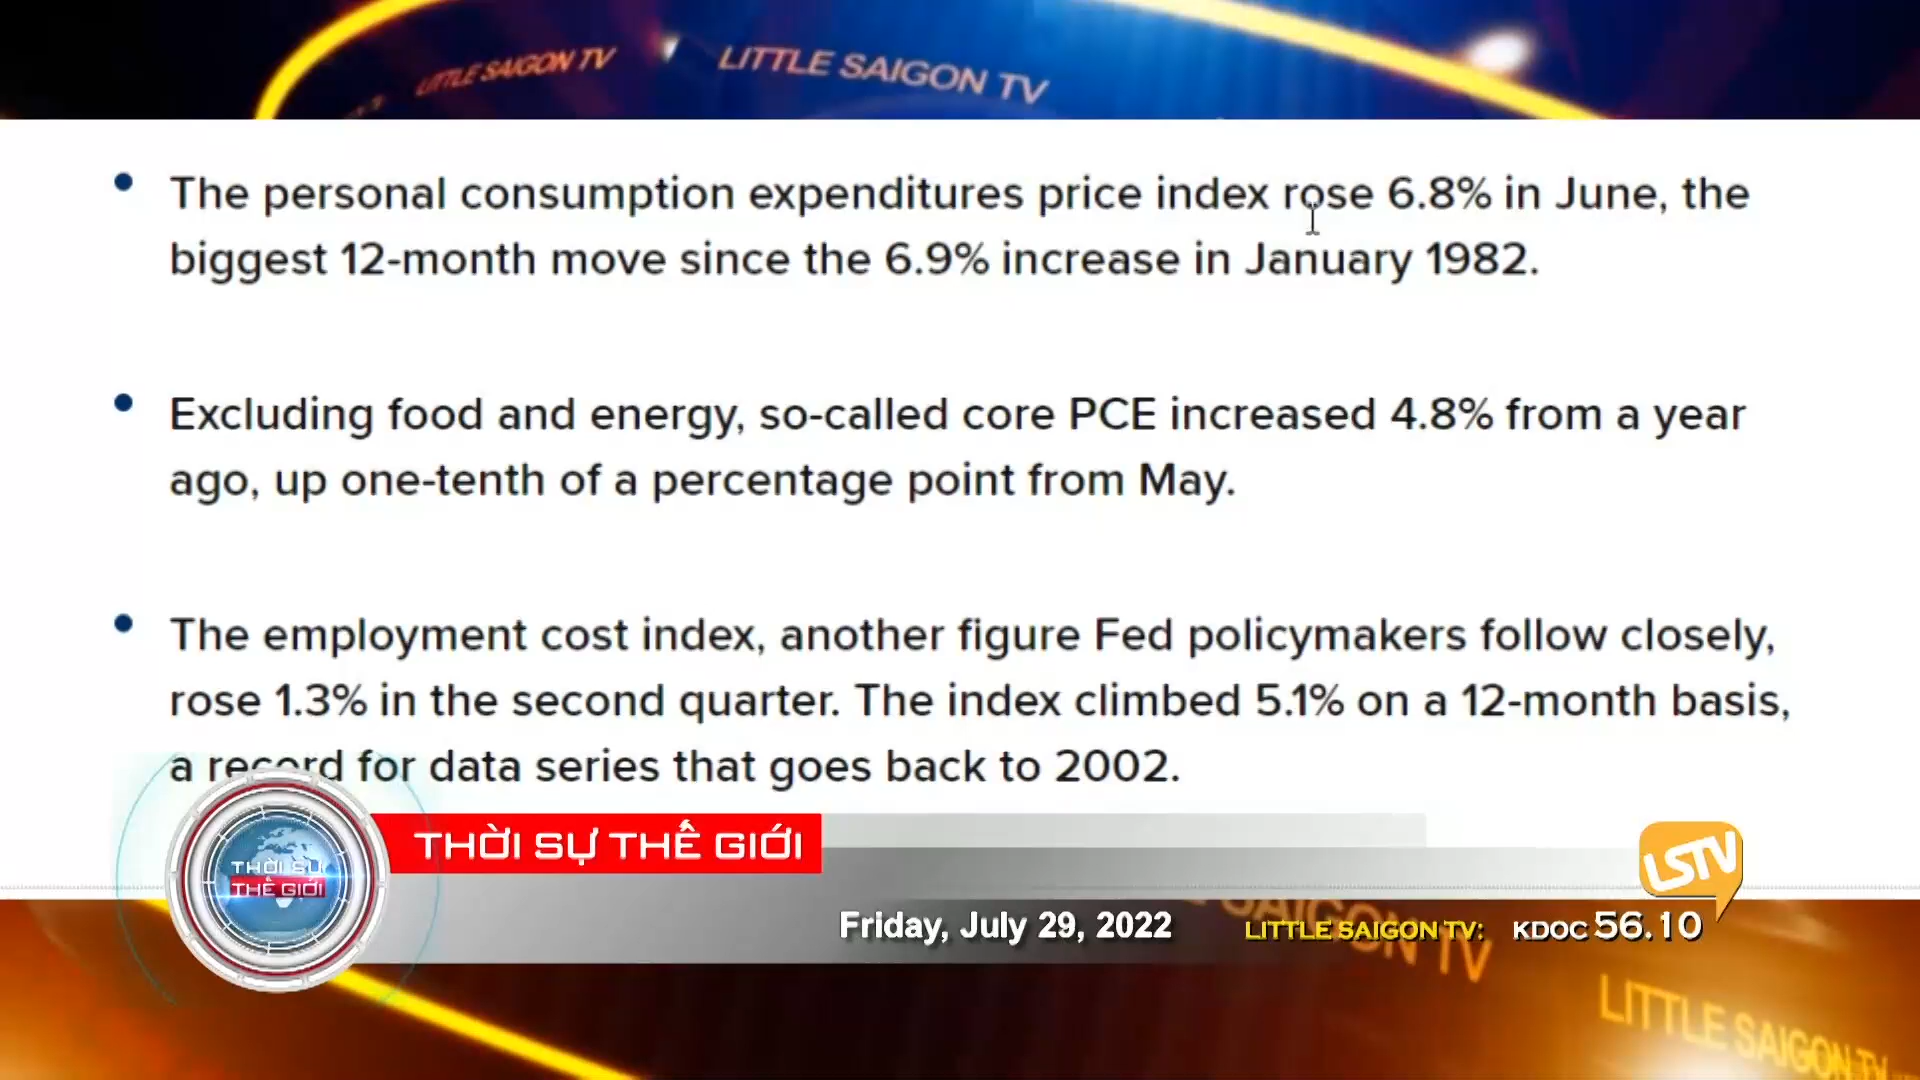 LITTLE SAIGON TV
LITTLE SAIGON TV
The personal consumption expenditures price index rose 6.8% in June, the
biggest 12-month move since the 6.9% increase in January 1982.
Excluding food and energy, so-called core PCE increased 4.8% from a year
ago, up one-tenth of a percentage point from May.
The employment cost index, another figure Fed policymakers follow closely,
rose 1.3% in the second quarter. The index climbed 5.1% on a 12-month basis,
a record for data series that goes back to 2002.
THỜI SỰ THẾ GIỚI
THỜI SỰ
THẾ GIỚI
LSTV
Friday, July 29, 2022
LITTLE SAIGON TV: KDOC 56.10
SAIGON TV
LITTLE SAIGON TV